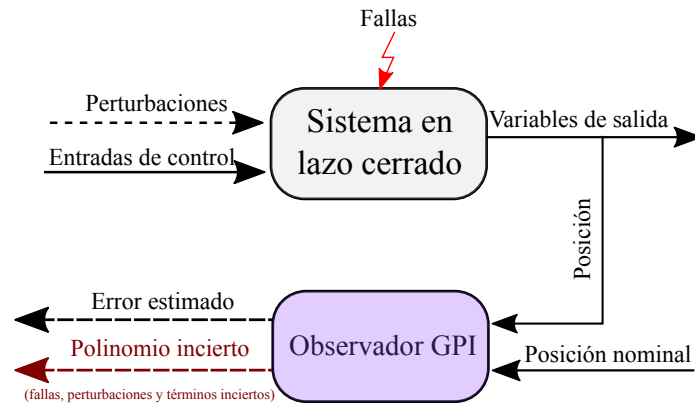 Fallas
Perturbaciones
Entradas de control
Sistema en
lazo cerrado
Variables de salida
Posición
Error estimado
Polinomio incierto
(fallas, perturbaciones y términos inciertos)
Observador GPI
Posición nominal